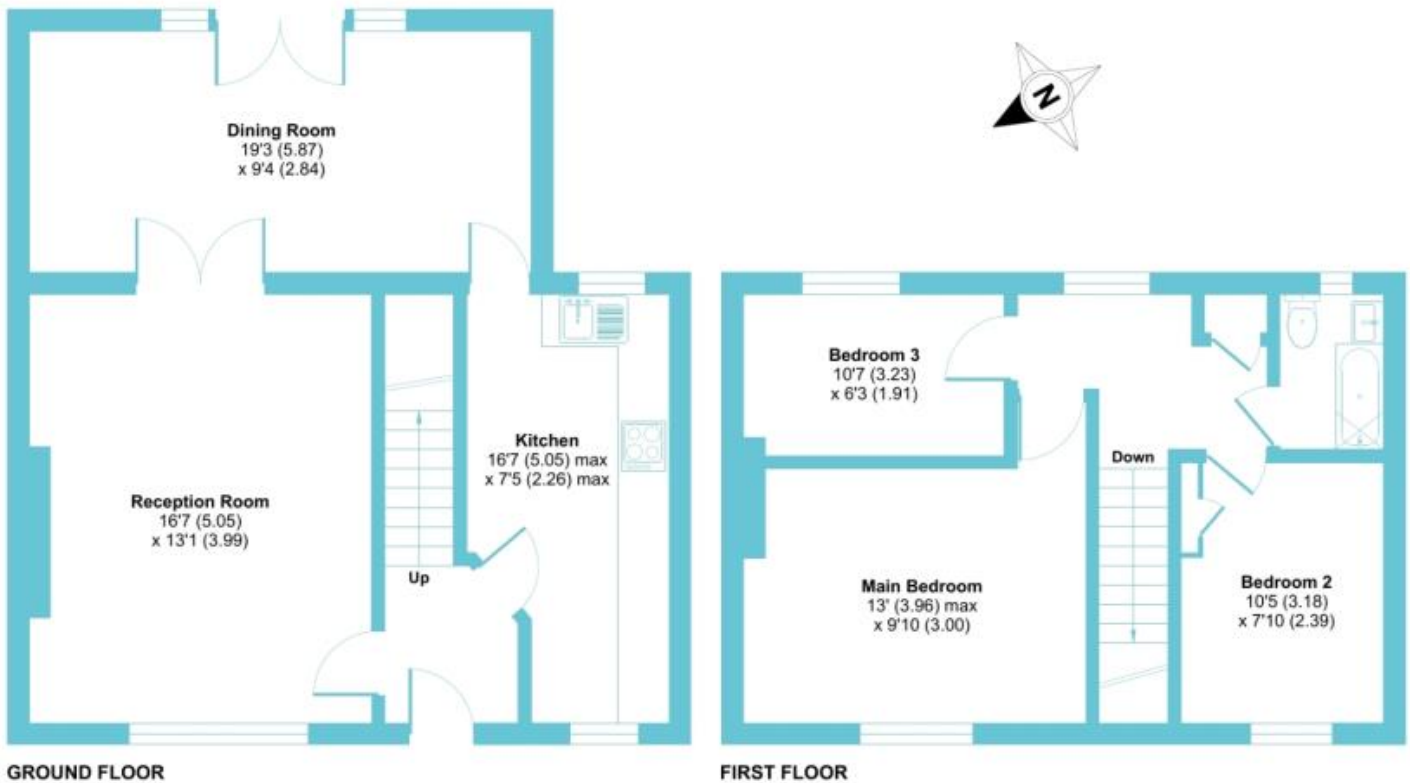 Dining Room
19'3 (5.87)
x 9'4 (2.84)
N
Reception Room
16'7 (5.05)
x 13'1 (3.99)
Kitchen
16'7 (5.05) max
x 7'5 (2.26) max
Up
GROUND FLOOR
Bedroom 3
10'7 (3.23)
x 6'3 (1.91)
Down
Main Bedroom
13' (3.96) max
x 9'10 (3.00)
Bedroom 2
10'5 (3.18)
x 7'10 (2.39)
FIRST FLOOR